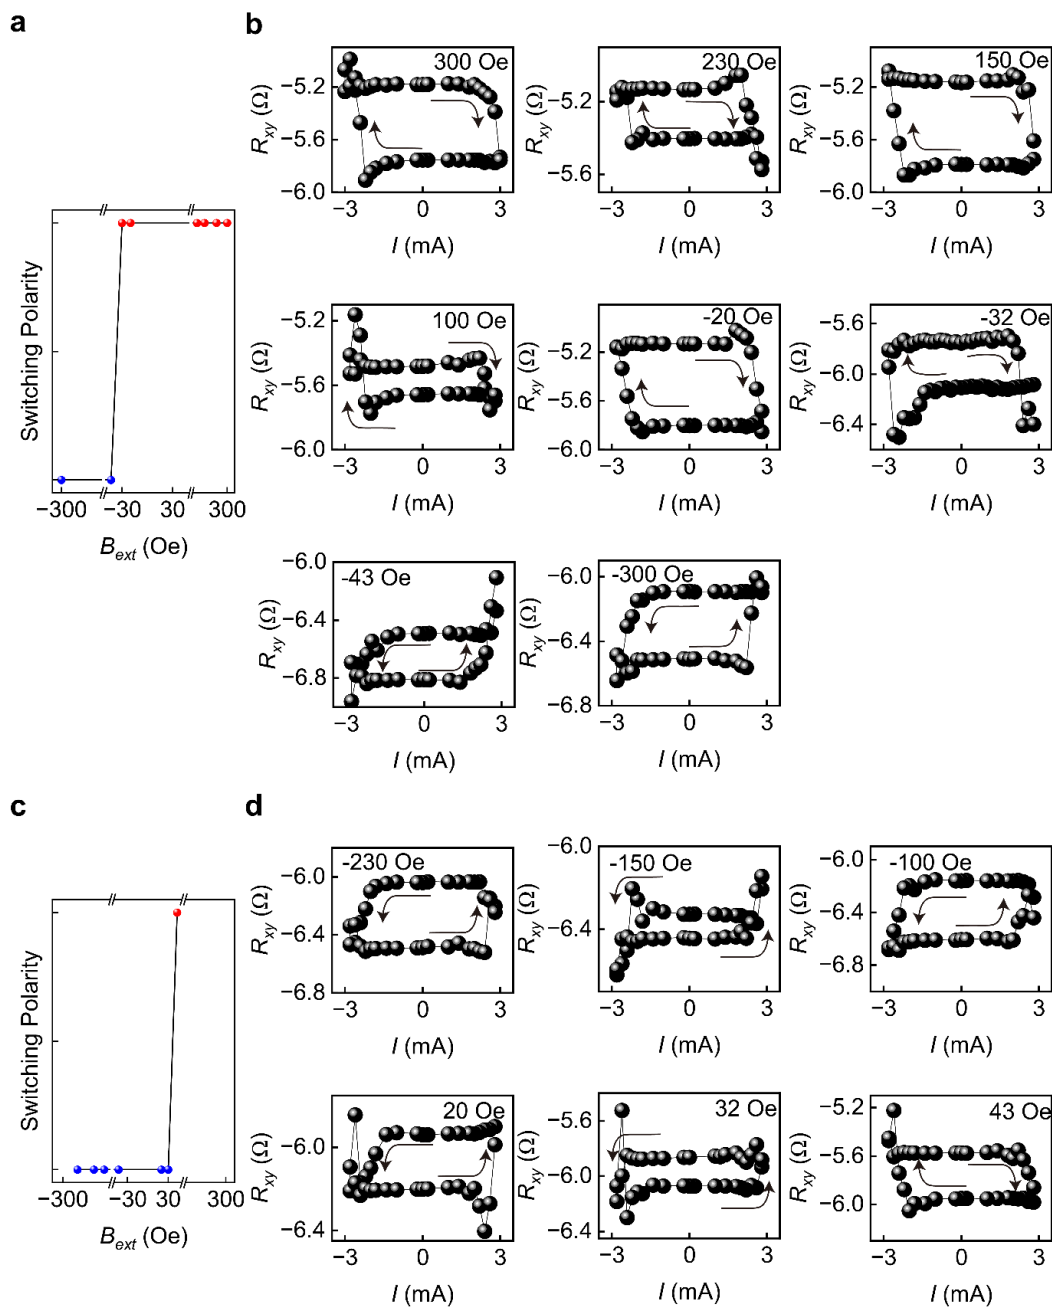 a
Switching Polarity
−300 −30 30 300
B_ext (Oe)
b
300 Oe
R_xy (Ω)
−5.2
−5.6
−6.0
−3 0 3
I (mA)
230 Oe
R_xy (Ω)
−5.2
−5.6
−3 0 3
I (mA)
150 Oe
R_xy (Ω)
−5.2
−5.6
−6.0
−3 0 3
I (mA)
100 Oe
R_xy (Ω)
−5.2
−5.6
−6.0
−3 0 3
I (mA)
-20 Oe
R_xy (Ω)
−5.2
−5.6
−6.0
−3 0 3
I (mA)
-32 Oe
R_xy (Ω)
−5.6
−6.0
−6.4
−3 0 3
I (mA)
-43 Oe
R_xy (Ω)
−6.0
−6.4
−6.8
−3 0 3
I (mA)
-300 Oe
R_xy (Ω)
−6.0
−6.4
−6.8
−3 0 3
I (mA)
c
Switching Polarity
−300 −30 30 300
B_ext (Oe)
d
-230 Oe
R_xy (Ω)
−6.0
−6.4
−6.8
−3 0 3
I (mA)
-150 Oe
R_xy (Ω)
−6.0
−6.4
−3 0 3
I (mA)
-100 Oe
R_xy (Ω)
−6.0
−6.4
−6.8
−3 0 3
I (mA)
20 Oe
R_xy (Ω)
−6.0
−6.4
−3 0 3
I (mA)
32 Oe
R_xy (Ω)
−5.6
−6.0
−6.4
−3 0 3
I (mA)
43 Oe
R_xy (Ω)
−5.2
−5.6
−6.0
−3 0 3
I (mA)